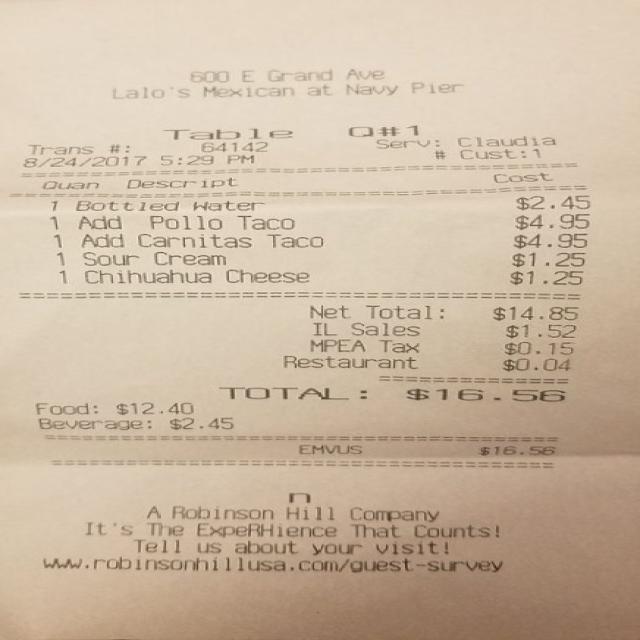 600 E Grand Ave
Lalo's Mexican at Navy Pier
Table Q#1
Trans #: 64142 Serv: Claudia
8/24/2017 5:29 PM # Cust:1
Quan Descript Cost
1 Bottled Water $2.45
1 Add Pollo Taco $4.95
1 Add Carnitas Taco $4.95
1 Sour Cream $1.25
1 Chihuahua Cheese $1.25
Net Total: $14.85
IL Sales $1.52
MPEA Tax $0.15
Restaurant $0.04
TOTAL: $16.56
Food: $12.40
Beverage: $2.45
EMVUS $16.56
n
A Robinson Hill Company
It's The ExpeRHience That Counts!
Tell us about your visit!
www.robinsonhillusa.com/guest-survey